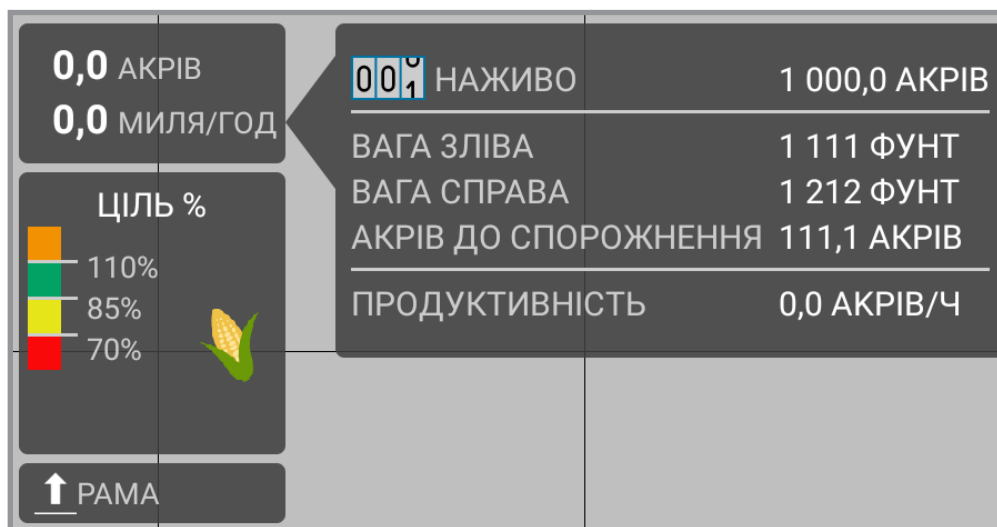 0,0 АКРІВ
0,0 МИЛЯ/ГОД
ЦІЛЬ %
110%
85%
70%
РАМА
001 НАЖИВО 1 000,0 АКРІВ
ВАГА ЗЛІВА 1 111 ФУНТ
ВАГА СПРАВА 1 212 ФУНТ
АКРІВ ДО СПОРОЖНЕННЯ 111,1 АКРІВ
ПРОДУКТИВНІСТЬ 0,0 АКРІВ/Ч